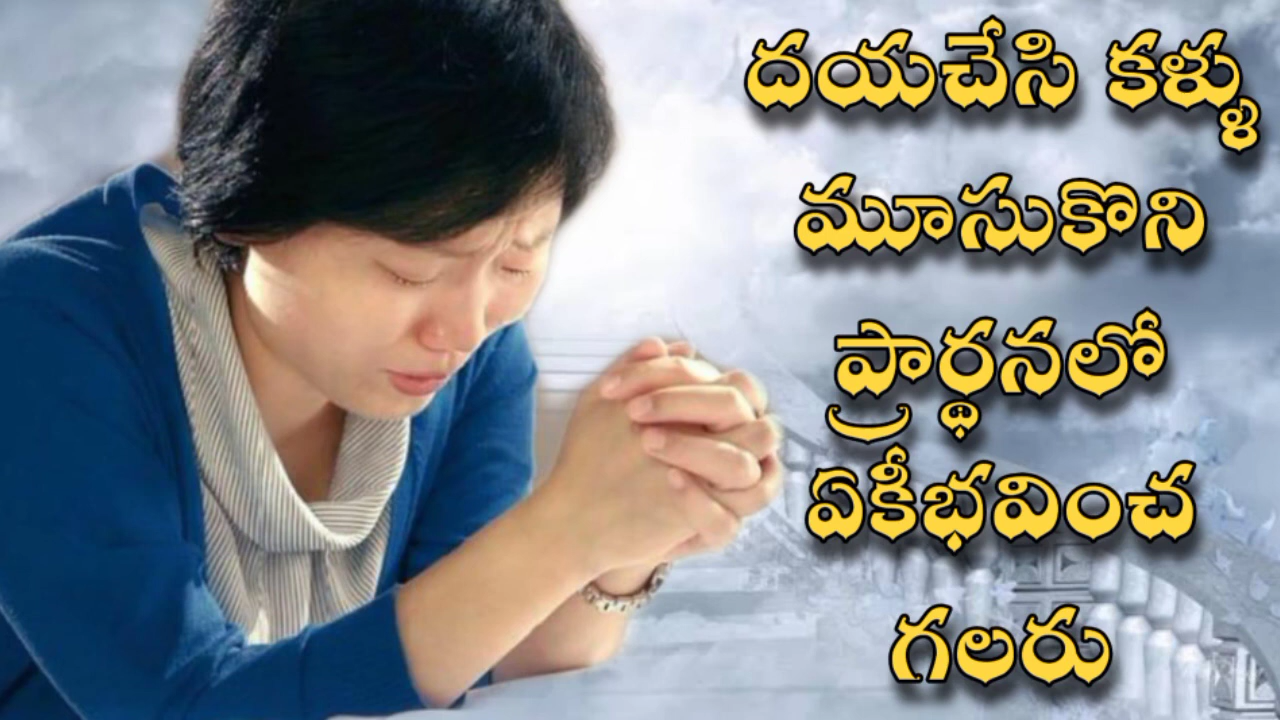 దయచేసి కళ్ళు
మూసుకొని
ప్రార్థనలో
ఏకీభవించ
గలరు